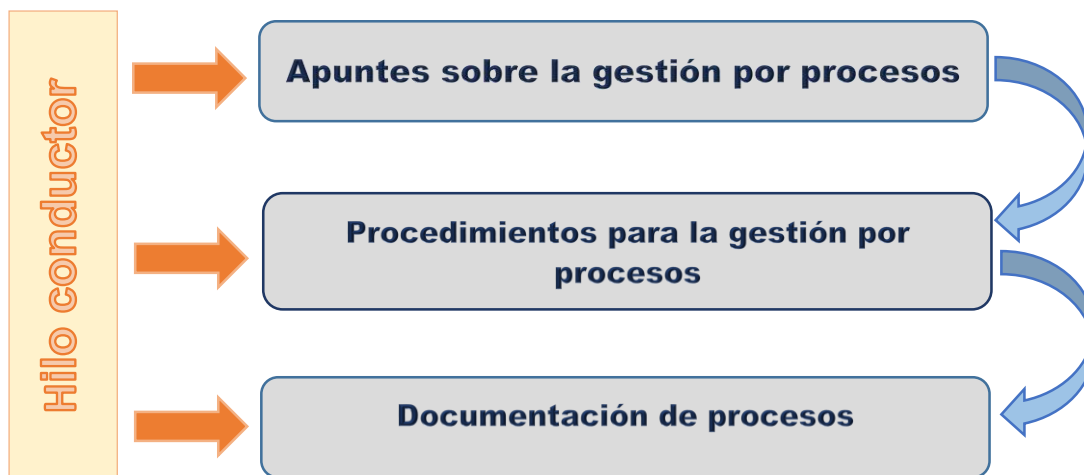 Hilo conductor
Apuntes sobre la gestión por procesos
Procedimientos para la gestión por
procesos
Documentación de procesos